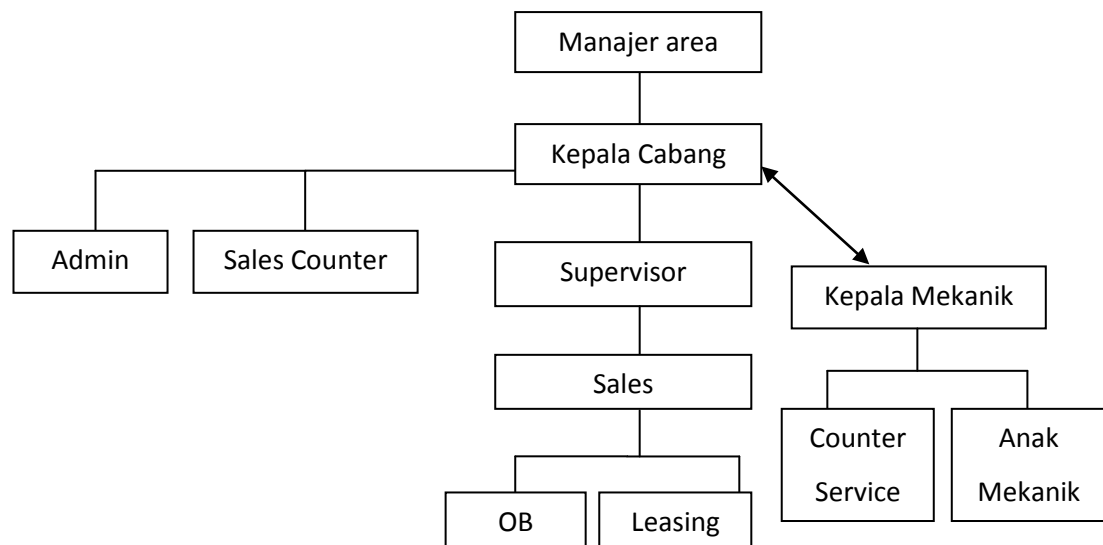 Manajer area
Kepala Cabang
Admin
Sales Counter
Supervisor
Kepala Mekanik
Sales
Counter
Service
Anak
Mekanik
OB
Leasing